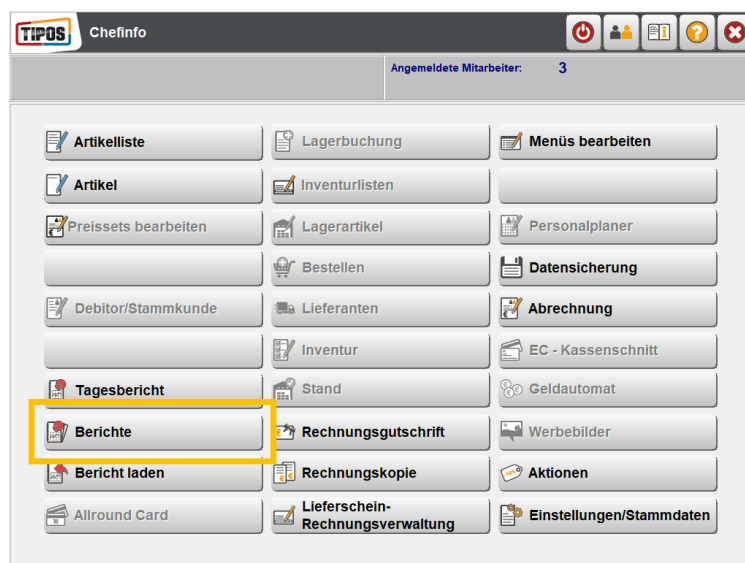 TIPOS Chefinfo
Angemeldete Mitarbeiter: 3
Artikelliste
Lagerbuchung
Menüs bearbeiten
Artikel
Inventurlisten
Preissets bearbeiten
Lagerartikel
Personalplaner
Bestellen
Datensicherung
Debitor/Stammkunde
Lieferanten
Abrechnung
Inventur
EC - Kassenschnitt
Tagesbericht
Stand
Geldautomat
Berichte
Rechnungsgutschrift
Werbebilder
Bericht laden
Rechnungskopie
Aktionen
Allround Card
Lieferschein-
Rechnungsverwaltung
Einstellungen/Stammdaten